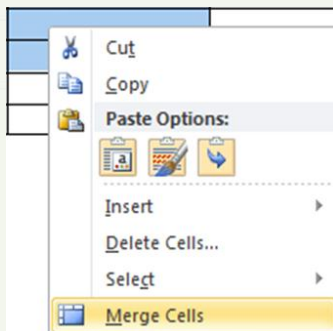 Cut
Copy
Paste Options:
a
Insert
Delete Cells...
Select
Merge Cells